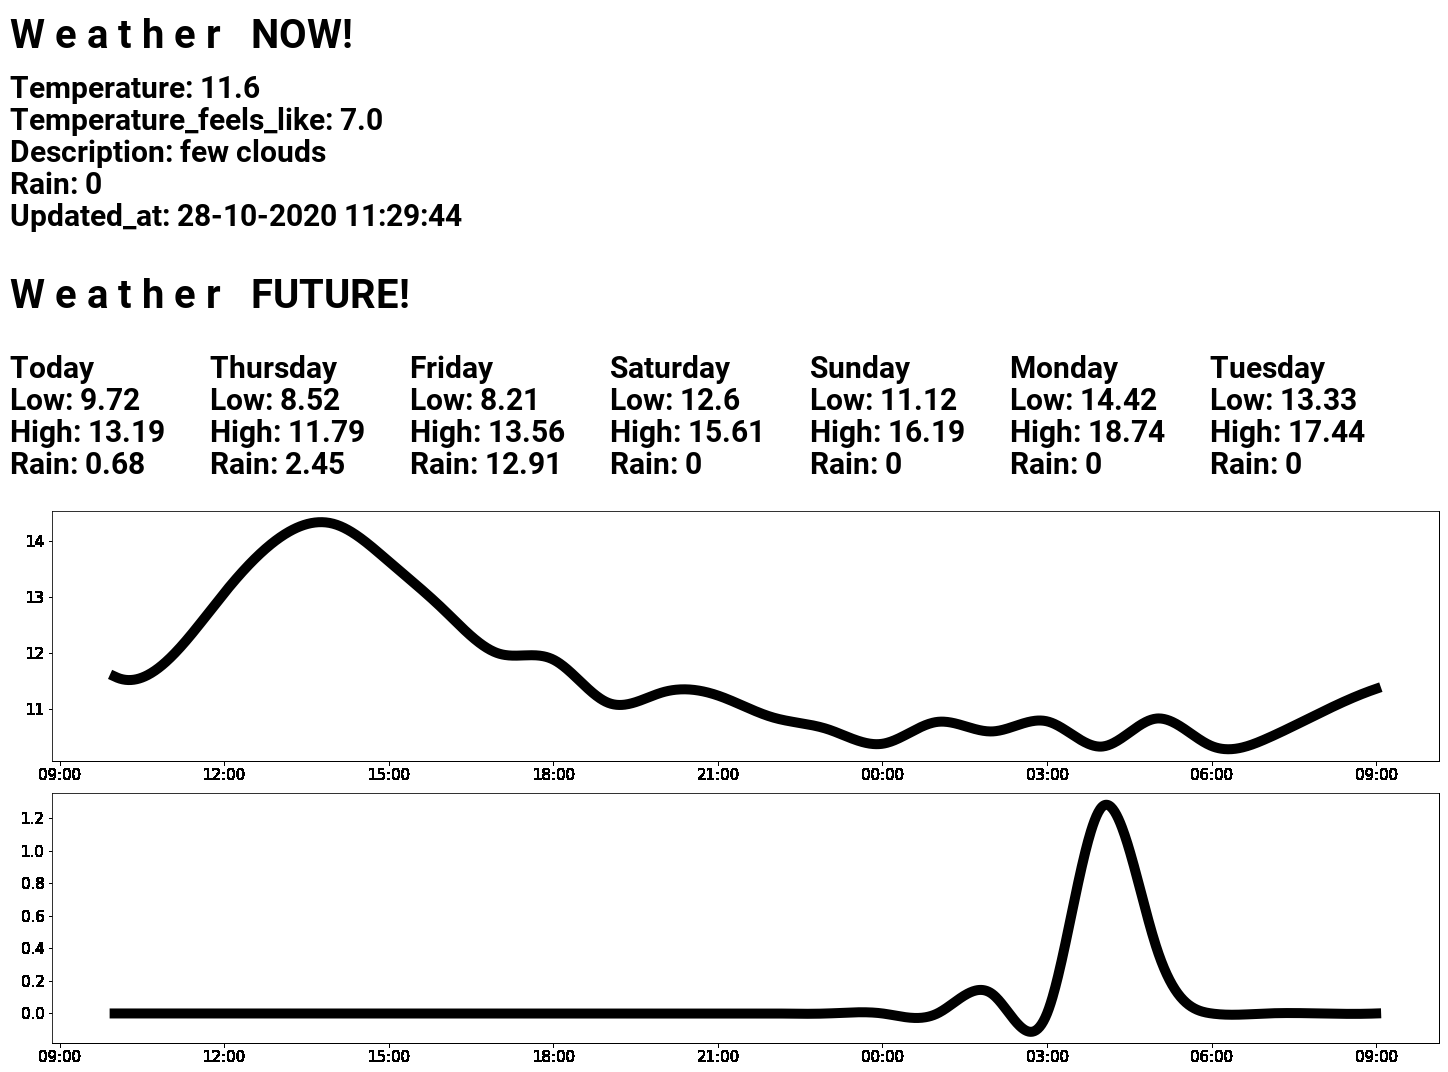 Weather NOW!
Temperature: 11.6
Temperature_feels_like: 7.0
Description: few clouds
Rain: 0
Updated_at: 28-10-2020 11:29:44
Weather FUTURE!
Today Thursday Friday Saturday Sunday Monday Tuesday
Low: 9.72 Low: 8.52 Low: 8.21 Low: 12.6 Low: 11.12 Low: 14.42 Low: 13.33
High: 13.19 High: 11.79 High: 13.56 High: 15.61 High: 16.19 High: 18.74 High: 17.44
Rain: 0.68 Rain: 2.45 Rain: 12.91 Rain: 0 Rain: 0 Rain: 0 Rain: 0
14
13
12
11
09:00 12:00 15:00 18:00 21:00 00:00 03:00 06:00 09:00
1.2
1.0
0.8
0.6
0.4
0.2
0.0
09:00 12:00 15:00 18:00 21:00 00:00 03:00 06:00 09:00